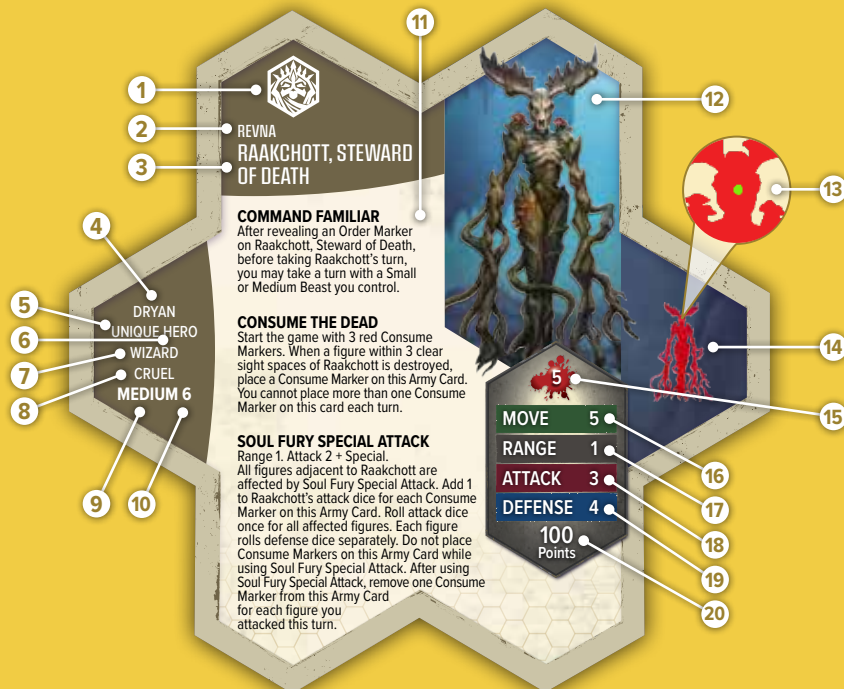 1
2
3
REVNA
RAAKCHOTT, STEWARD
OF DEATH
11
12
13
COMMAND FAMILIAR
After revealing an Order Marker
on Raakchott, Steward of Death,
before taking Raakchott's turn,
you may take a turn with a Small
or Medium Beast you control.
4
5
6
7
8
9
10
DRYAN
UNIQUE HERO
WIZARD
CRUEL
MEDIUM 6
CONSUME THE DEAD
Start the game with 3 red Consume
Markers. When a figure within 3 clear
sight spaces of Raakchott is destroyed,
place a Consume Marker on this Army Card.
You cannot place more than one Consume
Marker on this card each turn.
SOUL FURY SPECIAL ATTACK
Range 1. Attack 2 + Special.
All figures adjacent to Raakchott are
affected by Soul Fury Special Attack. Add 1
to Raakchott's attack dice for each Consume
Marker on this Army Card. Roll attack dice
once for all affected figures. Each figure
rolls defense dice separately. Do not place
Consume Markers on this Army Card while
using Soul Fury Special Attack. After using
Soul Fury Special Attack, remove one Consume
Marker from this Army Card
for each figure you
attacked this turn.
14
5
15
MOVE 5
16
RANGE 1
17
ATTACK 3
18
DEFENSE 4
19
100
Points
20